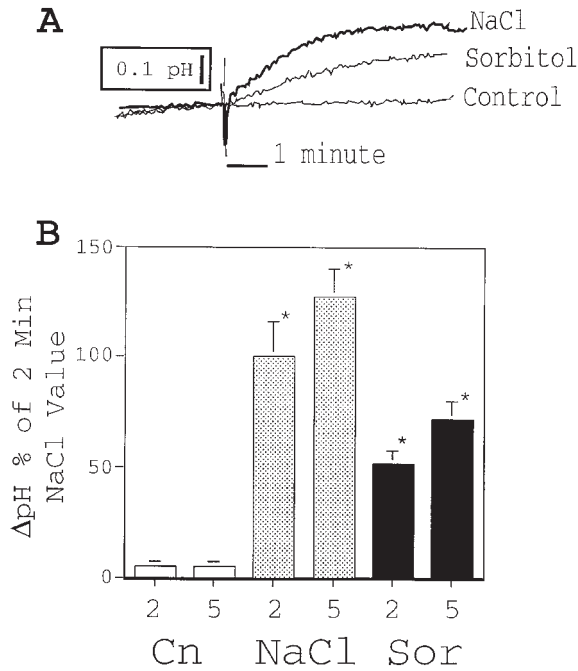 A
NaCl
Sorbitol
Control
0.1 pH
1 minute
B
ΔpH % of 2 Min
NaCl Value
150
100
50
0
*
*
*
*
2
5
2
5
2
5
Cn
NaCl
Sor